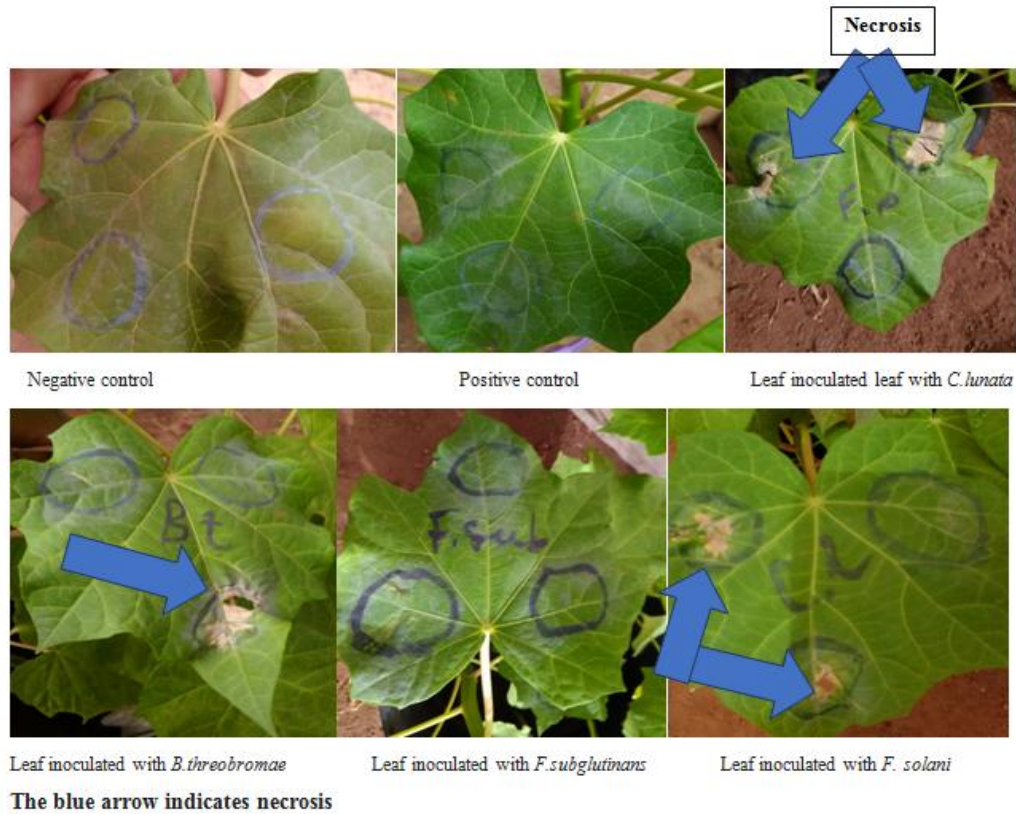 Necrosis
F.P
Negative control
Positive control
Leaf inoculated leaf with C.lunata
Bt
F.Sub
C.L
Leaf inoculated with B.threobromae
Leaf inoculated with F.subglutinans
Leaf inoculated with F. solani
The blue arrow indicates necrosis